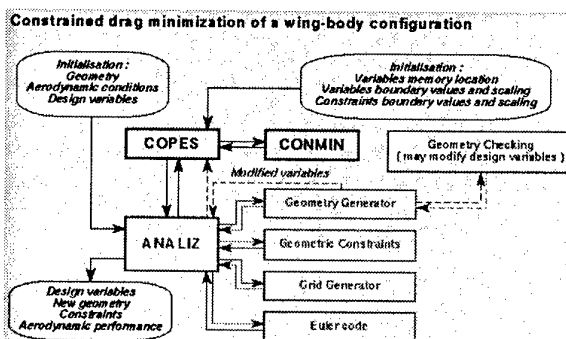 Constrained drag minimization of a wing-body configuration
Initialisation :
Geometry
Aerodynamic conditions
Design variables
Initialisation :
Variables memory location
Variables boundary values and scaling
Constraints boundary values and scaling
COPES
CONMIN
Geometry Checking
( may modify design variables )
Modified variables
Geometry Generator
ANALIZ
Geometric Constraints
Grid Generator
Design variables
New geometry
Constraints
Aerodynamic performance
Euler code